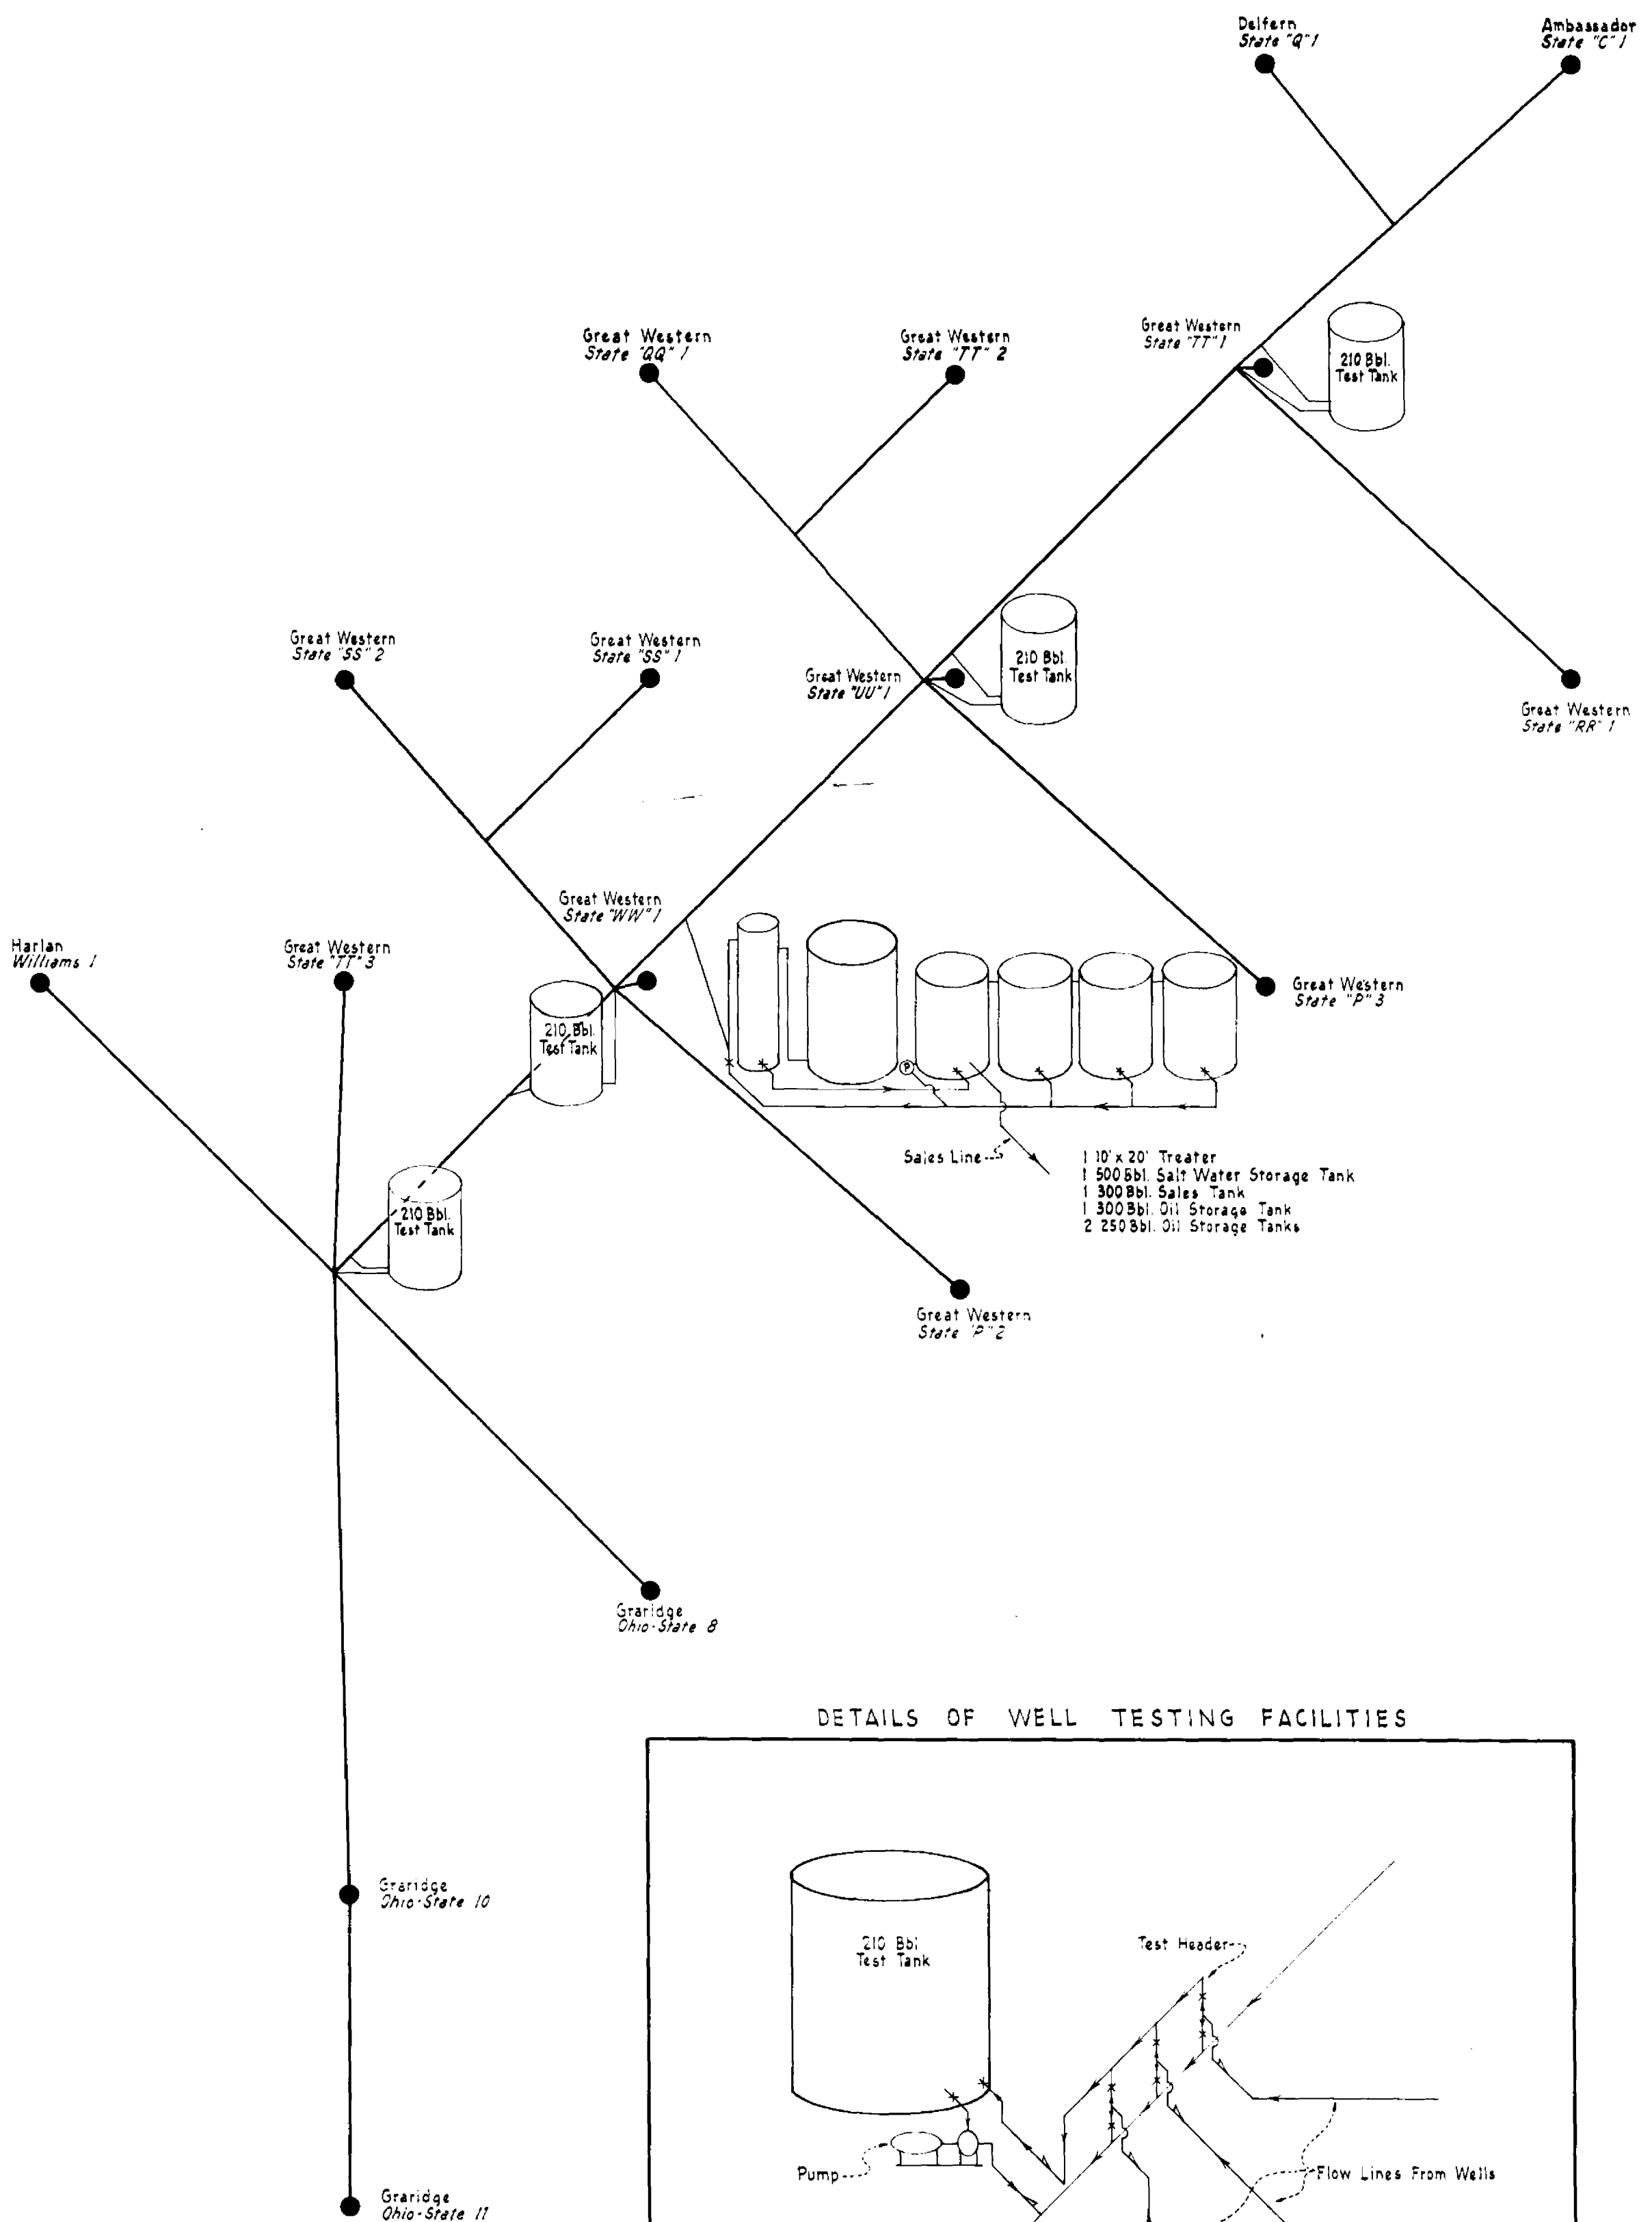 Delfern
State "Q" 1
Ambassador
State "C" 1
Great Western
State "QQ" 1
Great Western
State "TT" 2
Great Western
State "TT" 1
210 Bbl.
Test Tank
Great Western
State "SS" 2
Great Western
State "SS" 1
Great Western
State "UU" 1
210 Bbl.
Test Tank
Great Western
State "RR" 1
Harlan
Williams 1
Great Western
State "TT" 3
Great Western
State "WW" 1
210 Bbl.
Test Tank
P
Great Western
State "P" 3
Sales Line
1 10' x 20' Treater
1 500 Bbl. Salt Water Storage Tank
1 300 Bbl. Sales Tank
1 300 Bbl. Oil Storage Tank
2 250 Bbl. Oil Storage Tanks
210 Bbl.
Test Tank
Great Western
State "P" 2
Graridge
Ohio-State 8
DETAILS OF WELL TESTING FACILITIES
Graridge
Ohio-State 10
210 Bbl
Test Tank
Test Header
Pump
Flow Lines From Wells
Graridge
Ohio-State 11